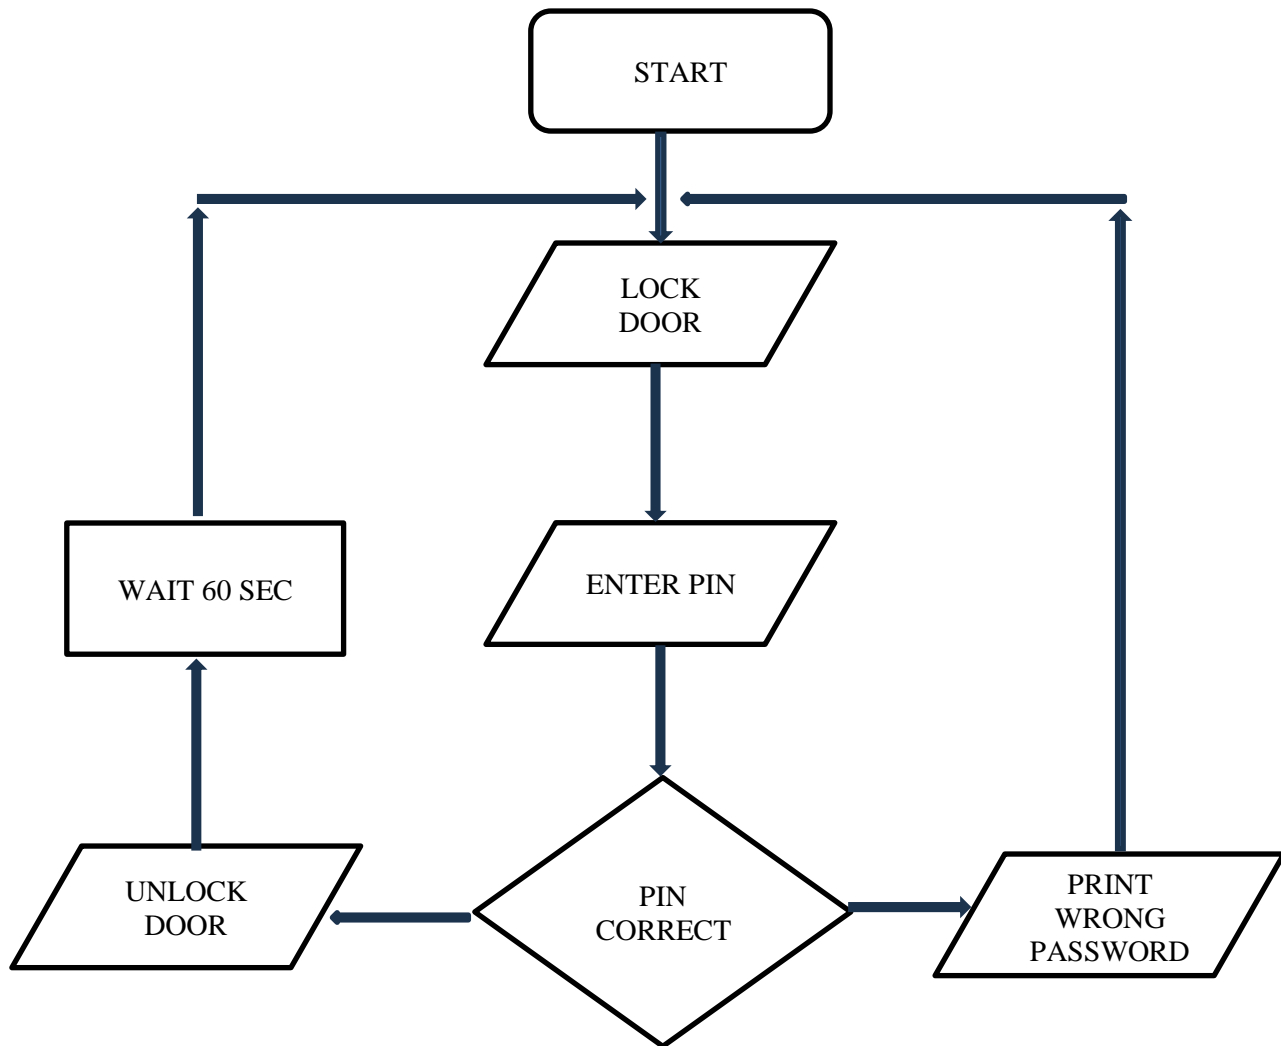 START
LOCK
DOOR
WAIT 60 SEC
ENTER PIN
UNLOCK
DOOR
PIN
CORRECT
PRINT
WRONG
PASSWORD